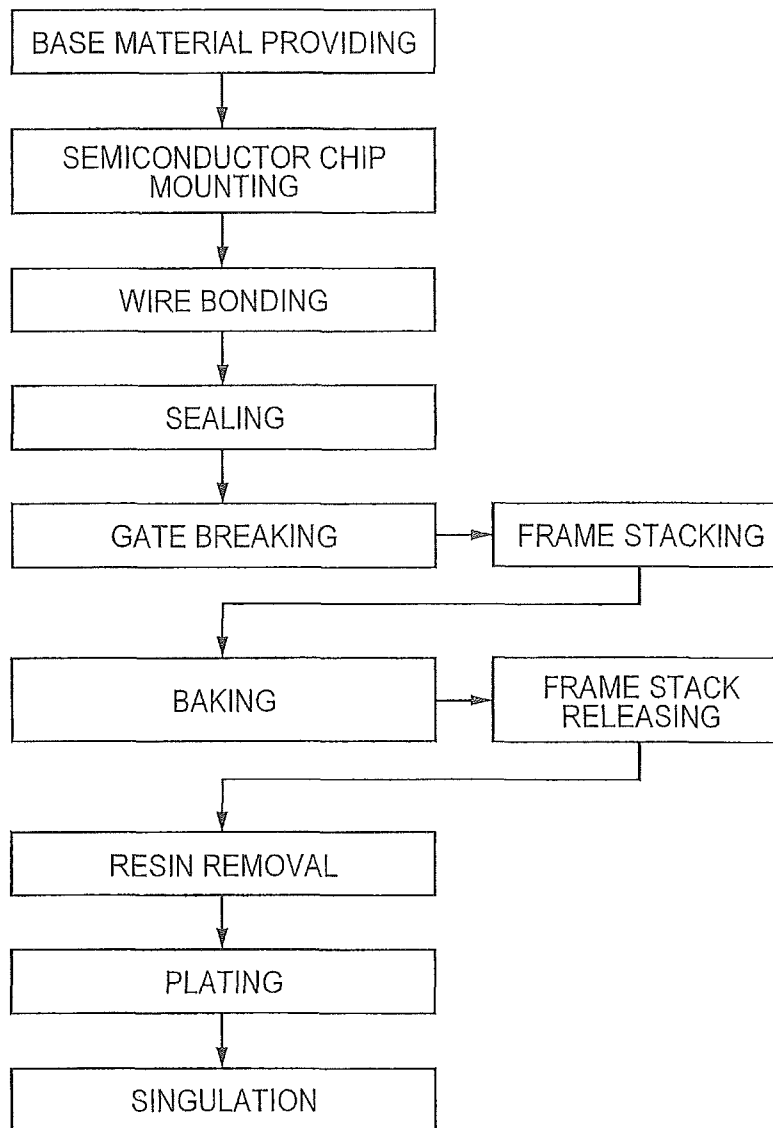 BASE MATERIAL PROVIDING
SEMICONDUCTOR CHIP
MOUNTING
WIRE BONDING
SEALING
GATE BREAKING
FRAME STACKING
BAKING
FRAME STACK
RELEASING
RESIN REMOVAL
PLATING
SINGULATION